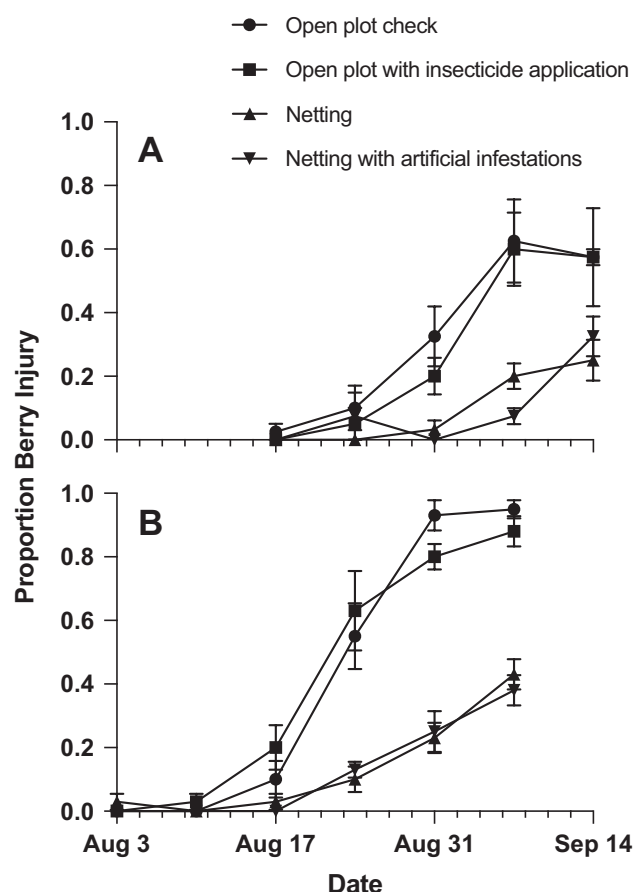 Open plot check
Open plot with insecticide application
Netting
Netting with artificial infestations
A
1.0
0.8
0.6
0.4
0.2
0.0
B
1.0
0.8
0.6
0.4
0.2
0.0
Proportion Berry Injury
Aug 3 Aug 17 Aug 31 Sep 14
Date